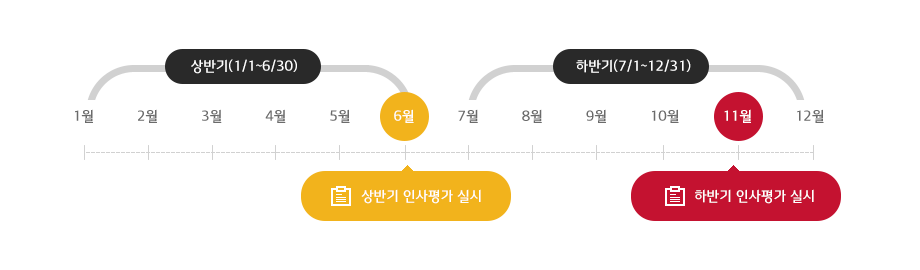 상반기(1/1~6/30)
하반기(7/1~12/31)
1월 2월 3월 4월 5월 6월 7월 8월 9월 10월 11월 12월
상반기 인사평가 실시
하반기 인사평가 실시